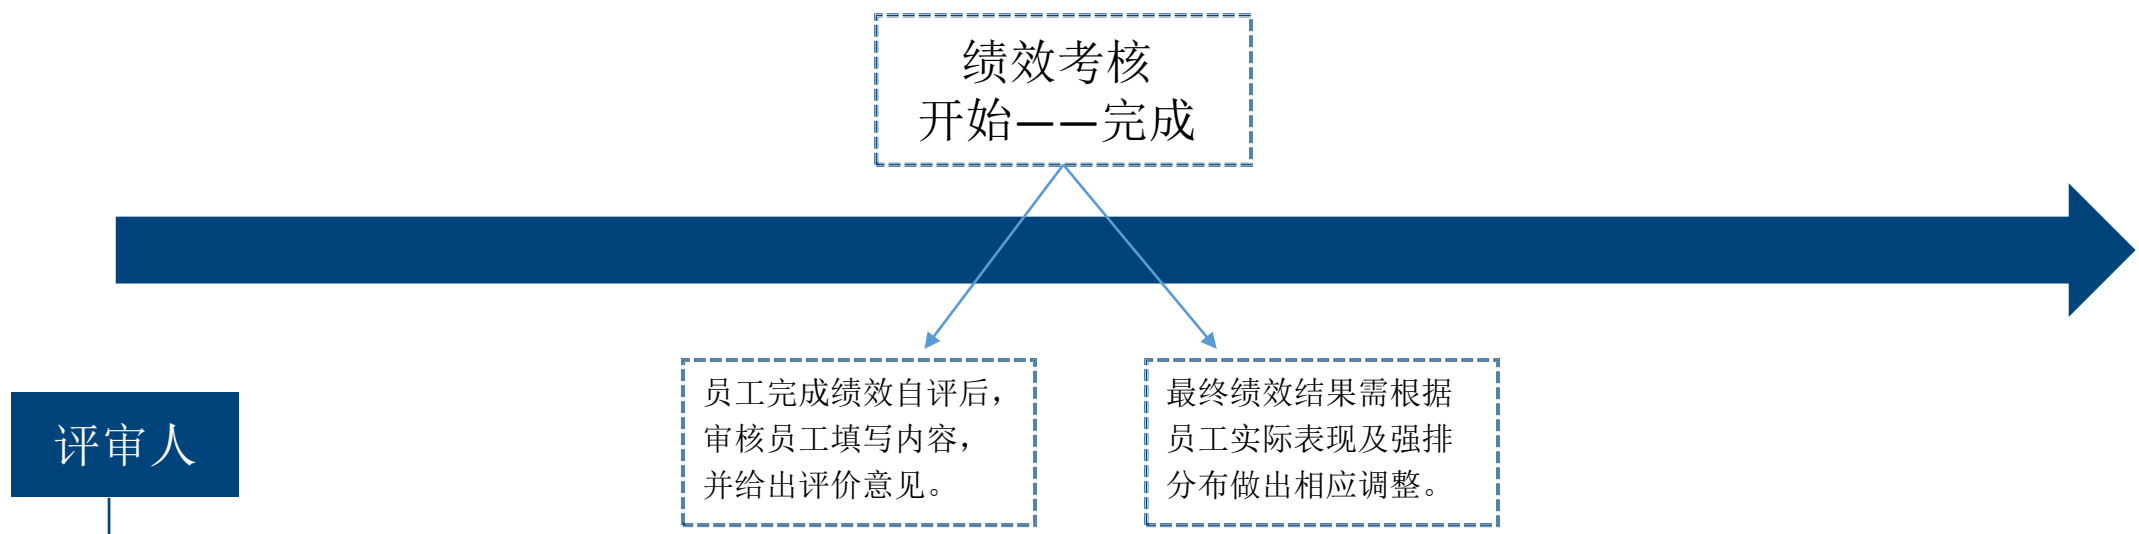 绩效考核
开始——完成
评审人
员工完成绩效自评后，
审核员工填写内容，
并给出评价意见。
最终绩效结果需根据
员工实际表现及强排
分布做出相应调整。